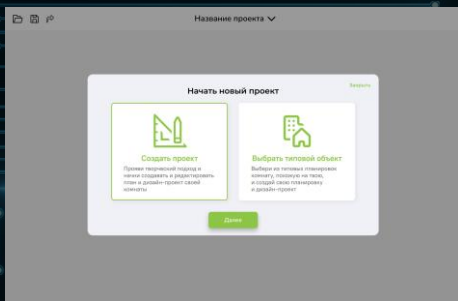 Название проекта
Начать новый проект
Закрыть
Создать проект
Прояви творческий подход и
начни создавать и редактировать
план и дизайн-проект своей
комнаты
Выбрать типовой объект
Выбери из типовых планировок
комнату, похожую на твою,
и создай свою планировку
и дизайн-проект
Далее